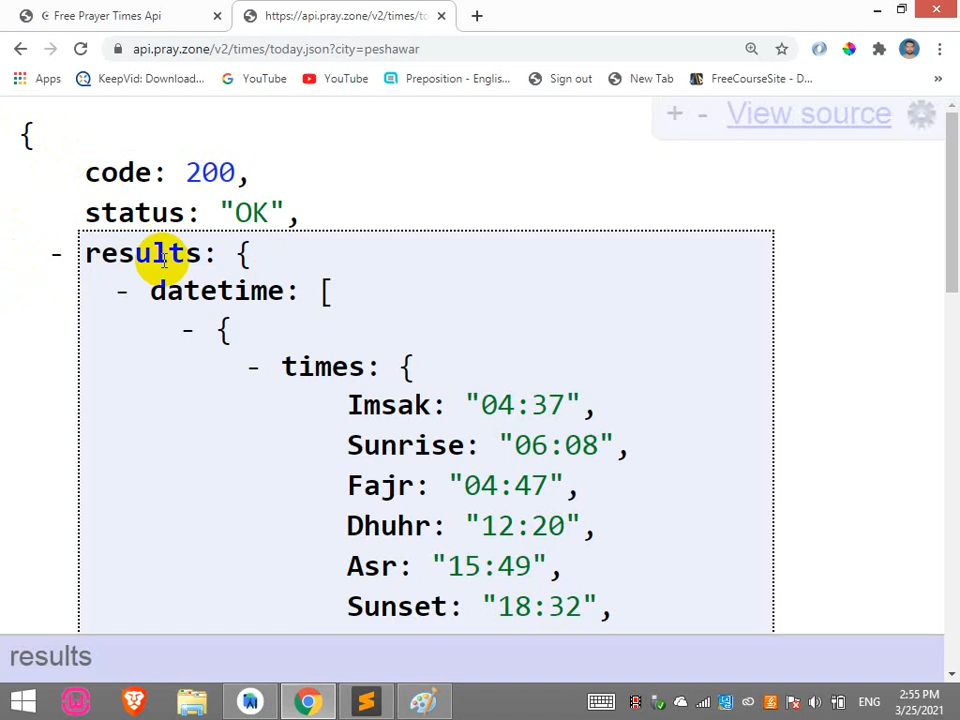 Free Prayer Times Api
https://api.pray.zone/v2/times/to
api.pray.zone/v2/times/today.json?city=peshawar
Apps
KeepVid: Download...
YouTube
YouTube
Preposition - Englis...
Sign out
New Tab
FreeCourseSite - D...
»
+ - View source
{
code: 200,
status: "OK",
- results: {
- datetime: [
- {
- times: {
Imsak: "04:37",
Sunrise: "06:08",
Fajr: "04:47",
Dhuhr: "12:20",
Asr: "15:49",
Sunset: "18:32",
results
ENG
2:55 PM
3/25/2021